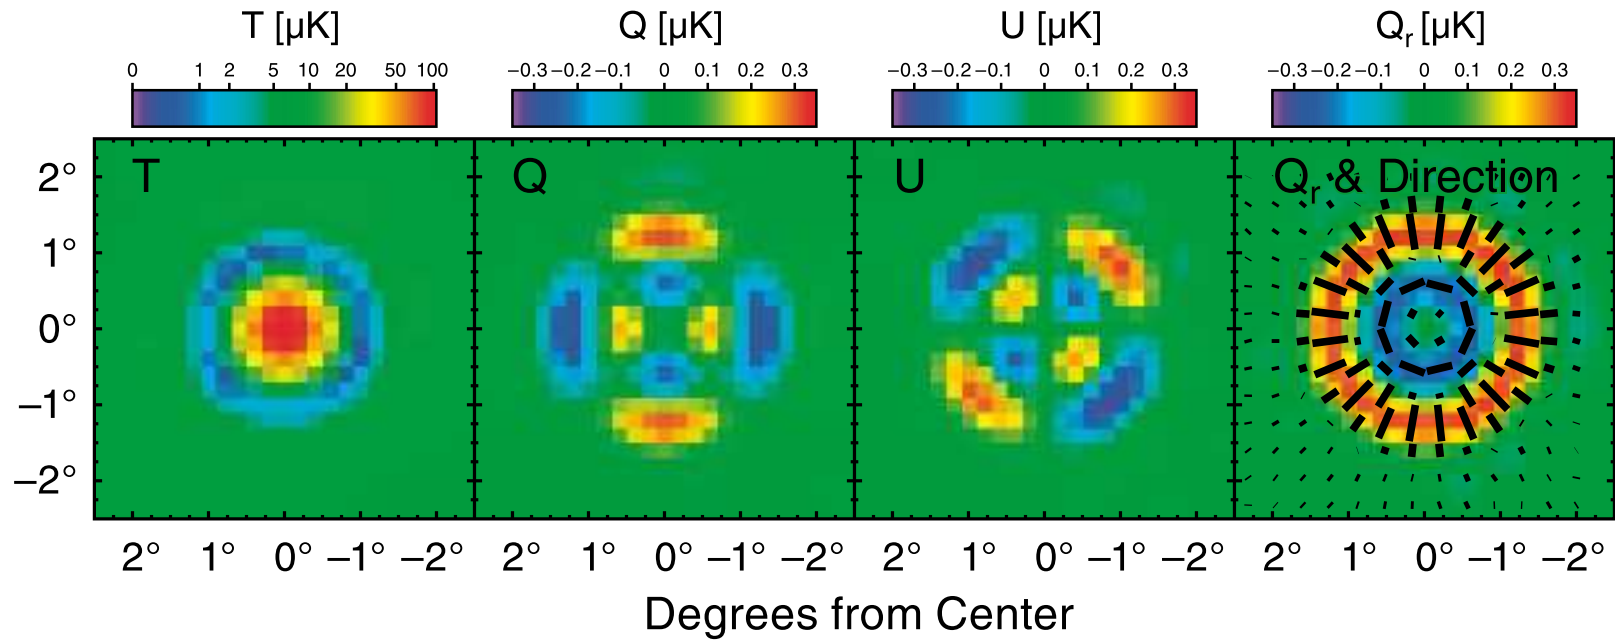 T [µK] Q [µK] U [µK] Qr [µK]
0 1 2 5 10 20 50 100 −0.3 −0.2 −0.1 0 0.1 0.2 0.3 −0.3 −0.2 −0.1 0 0.1 0.2 0.3 −0.3 −0.2 −0.1 0 0.1 0.2 0.3
T Q U Qr & Direction
2°
1°
0°
−1°
−2°
2° 1° 0° −1° −2° 2° 1° 0° −1° −2° 2° 1° 0° −1° −2° 2° 1° 0° −1° −2°
Degrees from Center